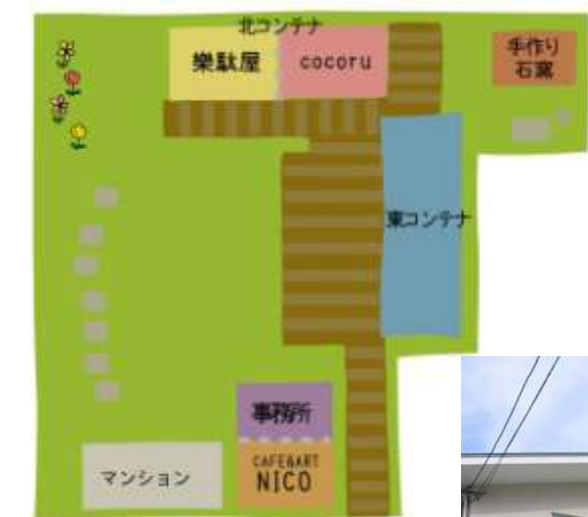 北コンテナ
樂駄屋
cocoru
手作り
石窯
東コンテナ
事務所
CAFE&ART
NICO
マンション